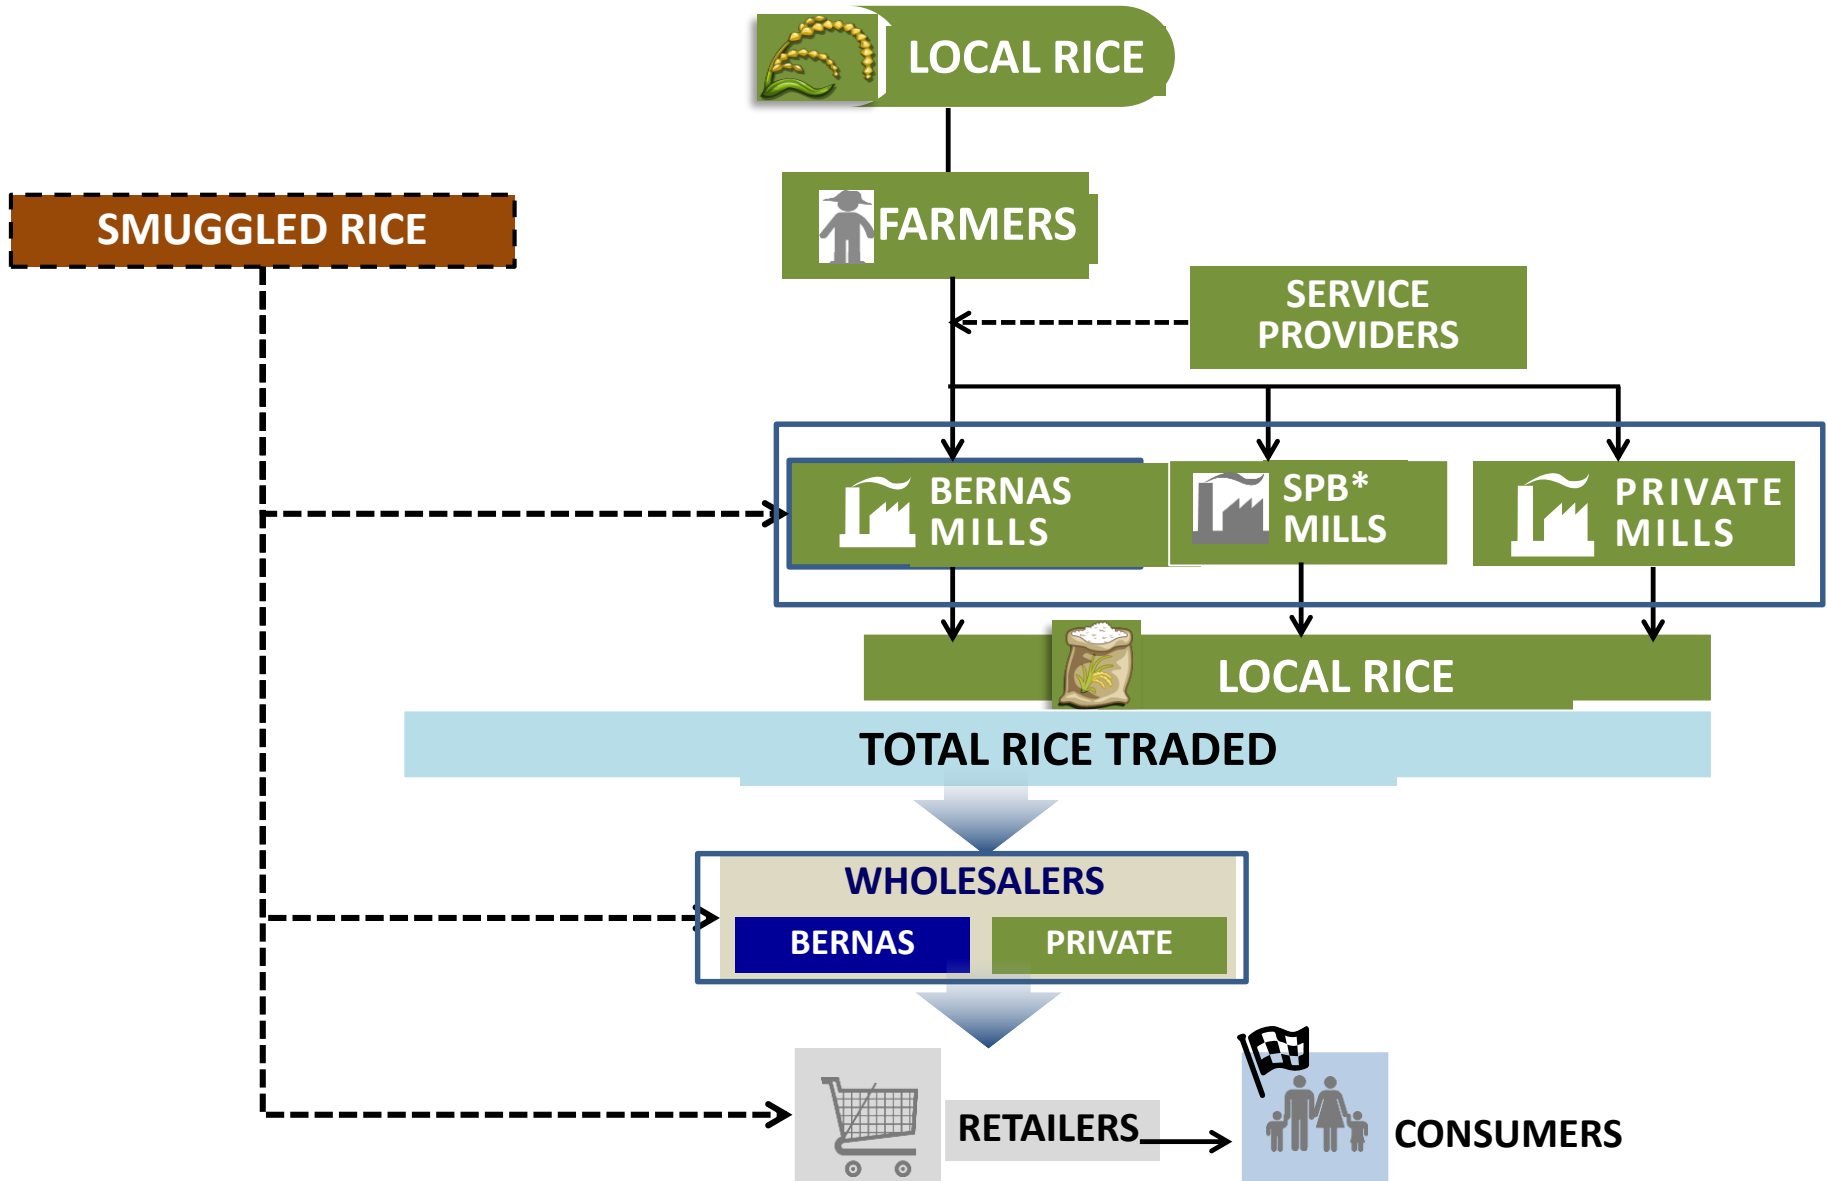 LOCAL RICE
SMUGGLED RICE
FARMERS
SERVICE
PROVIDERS
BERNAS
MILLS
SPB*
MILLS
PRIVATE
MILLS
LOCAL RICE
TOTAL RICE TRADED
WHOLESALERS
BERNAS
PRIVATE
RETAILERS
CONSUMERS